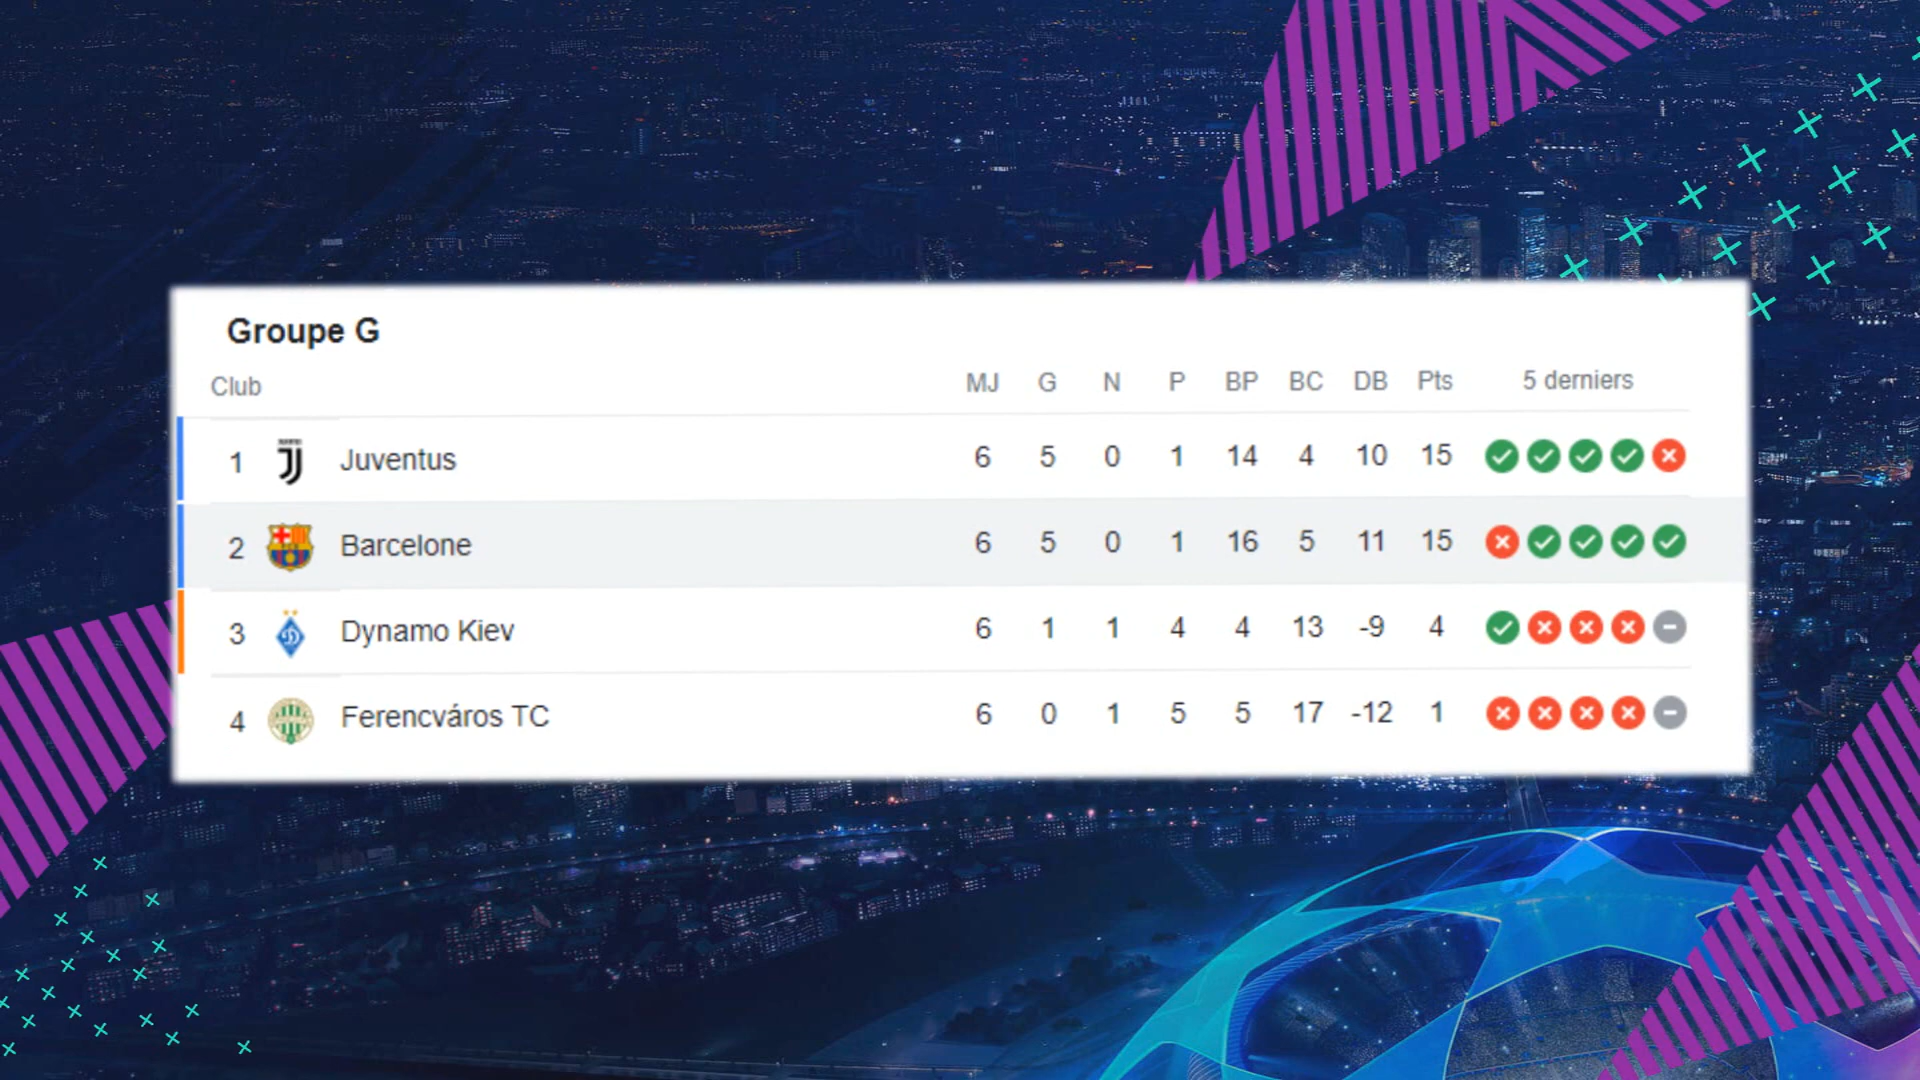 Groupe G
Club MJ G N P BP BC DB Pts 5 derniers
1 Juventus 6 5 0 1 14 4 10 15
2 Barcelone 6 5 0 1 16 5 11 15
3 Dynamo Kiev 6 1 1 4 4 13 -9 4
4 Ferencváros TC 6 0 1 5 5 17 -12 1